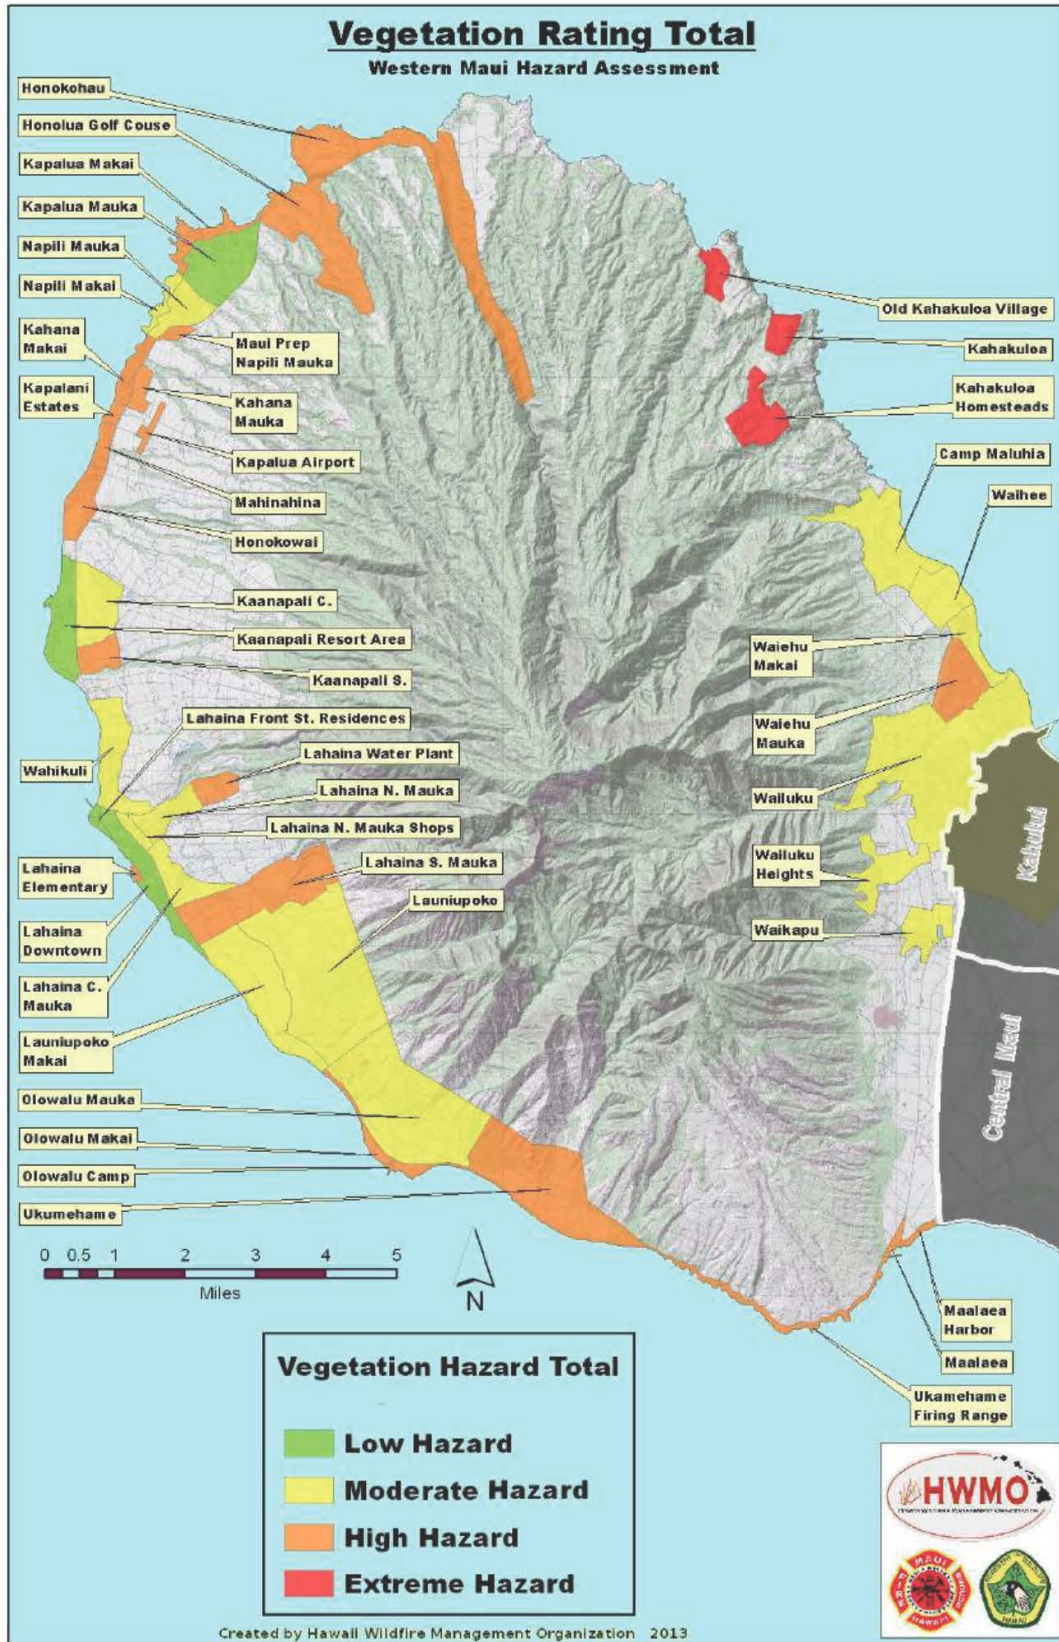 Vegetation Rating Total
Western Maui Hazard Assessment
Honokohau
Honolua Golf Couse
Kapalua Makai
Kapalua Mauka
Napili Mauka
Napili Makai
Kahana
Makai
Kapalani
Estates
Maui Prep
Napili Mauka
Kahana
Mauka
Kapalua Airport
Mahinahina
Honokowai
Kaanapali C.
Kaanapali Resort Area
Kaanapali S.
Lahaina Front St. Residences
Wahikuli
Lahaina Water Plant
Lahaina N. Mauka
Lahaina N. Mauka Shops
Lahaina S. Mauka
Launiupoko
Lahaina
Elementary
Lahaina
Downtown
Lahaina C.
Mauka
Launiupoko
Makai
Olowalu Mauka
Olowalu Makai
Olowalu Camp
Ukumehame
Old Kahakuloa Village
Kahakuloa
Kahakuloa
Homesteads
Camp Maluhia
Waihee
Waiehu
Makai
Waiehu
Mauka
Wailuku
Wailuku
Heights
Waikapu
Kahului
Central Maui
Maalaea
Harbor
Maalaea
Ukamehame
Firing Range
0 0.5 1 2 3 4 5
Miles
N
Vegetation Hazard Total
Low Hazard
Moderate Hazard
High Hazard
Extreme Hazard
HWMO
Created by Hawaii Wildfire Management Organization 2013
MAUI
FIRE
HAWAII